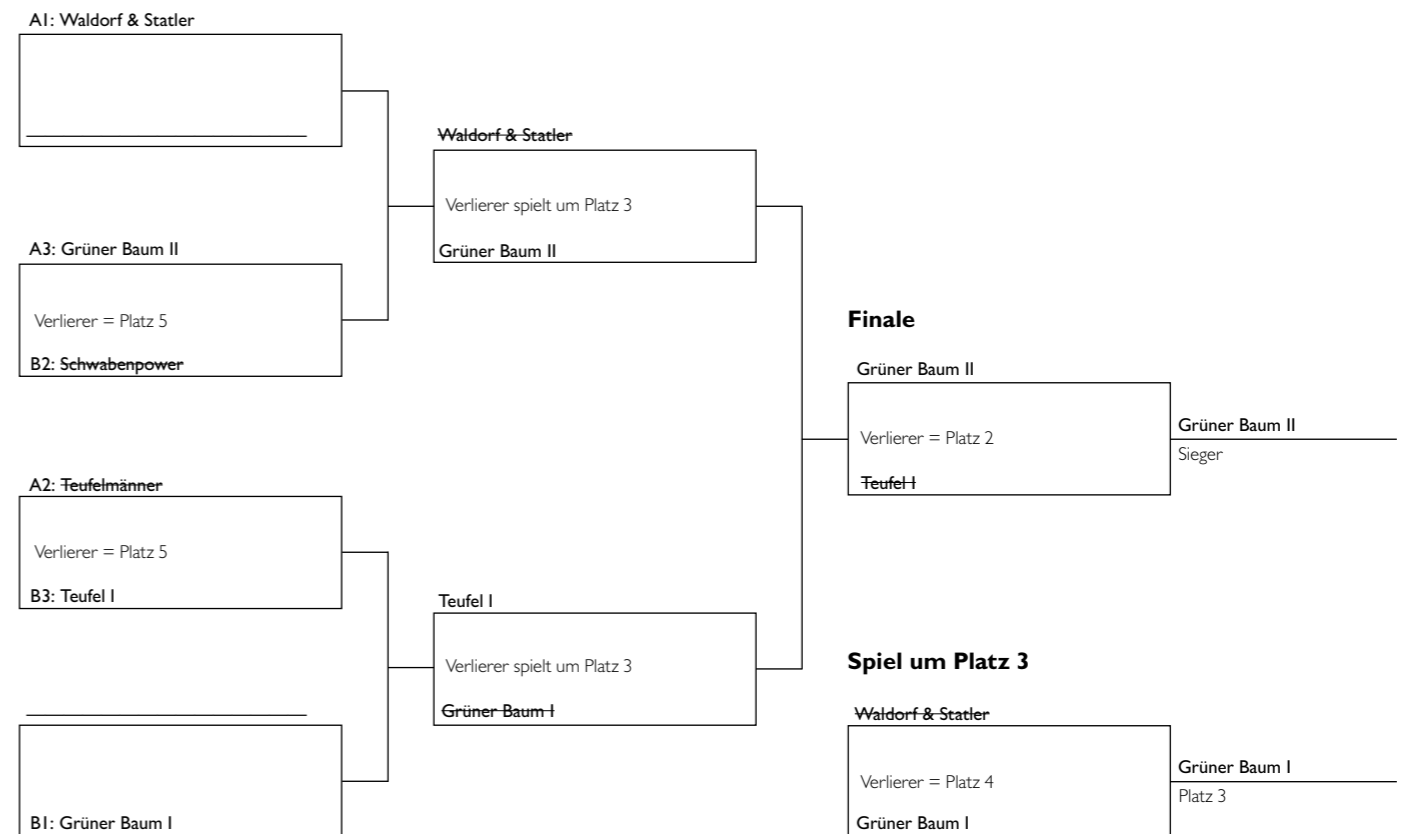 A1: Waldorf & Statler
Waldorf & Statler
Verlierer spielt um Platz 3
Grüner Baum II
A3: Grüner Baum II
Verlierer = Platz 5
B2: Schwabenpower
Finale
Grüner Baum II
Verlierer = Platz 2
Teufel I
Grüner Baum II
Sieger
A2: Teufelmänner
Verlierer = Platz 5
B3: Teufel I
Teufel I
Verlierer spielt um Platz 3
Grüner Baum I
Spiel um Platz 3
Waldorf & Statler
Verlierer = Platz 4
Grüner Baum I
Grüner Baum I
Platz 3
B1: Grüner Baum I